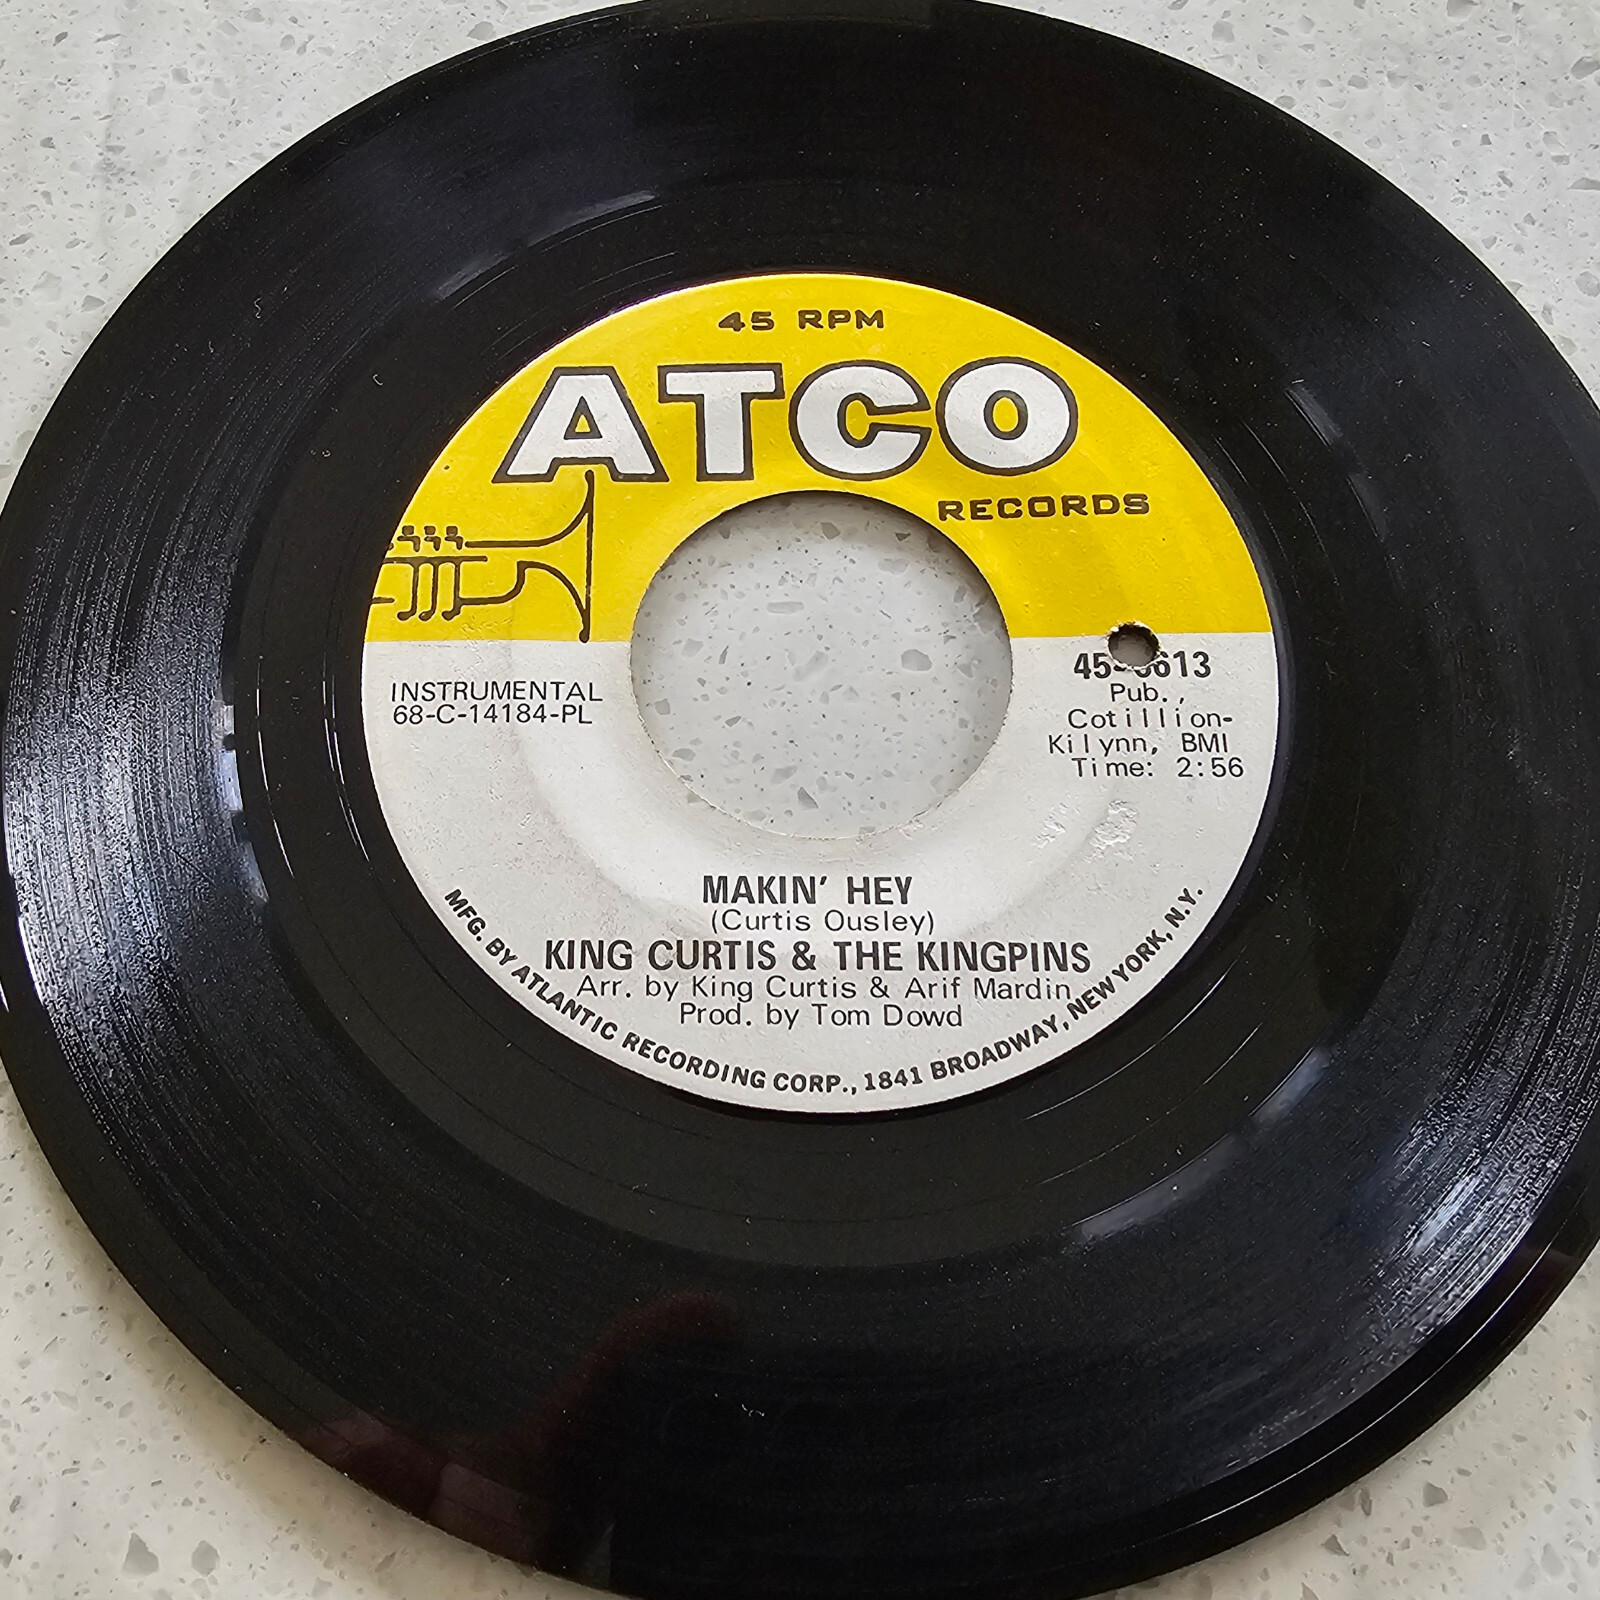 45 RPM
ATCO
RECORDS
INSTRUMENTAL
68-C-14184-PL
45-6613
Pub.,
Cotillion-
Kilynn, BMI
Time: 2:56
MAKIN' HEY
(Curtis Ousley)
KING CURTIS & THE KINGPINS
Arr. by King Curtis & Arif Mardin
Prod. by Tom Dowd
MFG. BY ATLANTIC RECORDING CORP., 1841 BROADWAY, NEW YORK, N.Y.